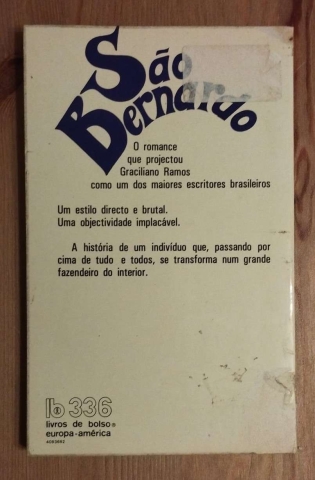 São
Bernardo
O romance
que projectou
Graciliano Ramos
como um dos maiores escritores brasileiros
Um estilo directo e brutal.
Uma objectividade implacável.
A história de um indivíduo que, passando por
cima de tudo e todos, se transforma num grande
fazendeiro do interior.
lb 336
livros de bolso®
europa-américa